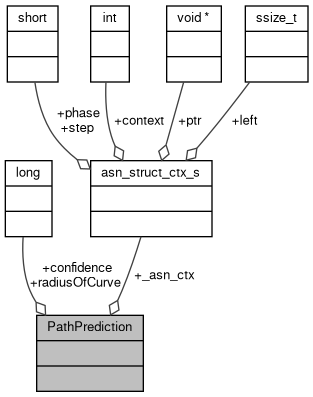 short
int
void *
ssize_t
+phase
+step
+context
+ptr
+left
long
asn_struct_ctx_s
+confidence
+radiusOfCurve
+_asn_ctx
PathPrediction